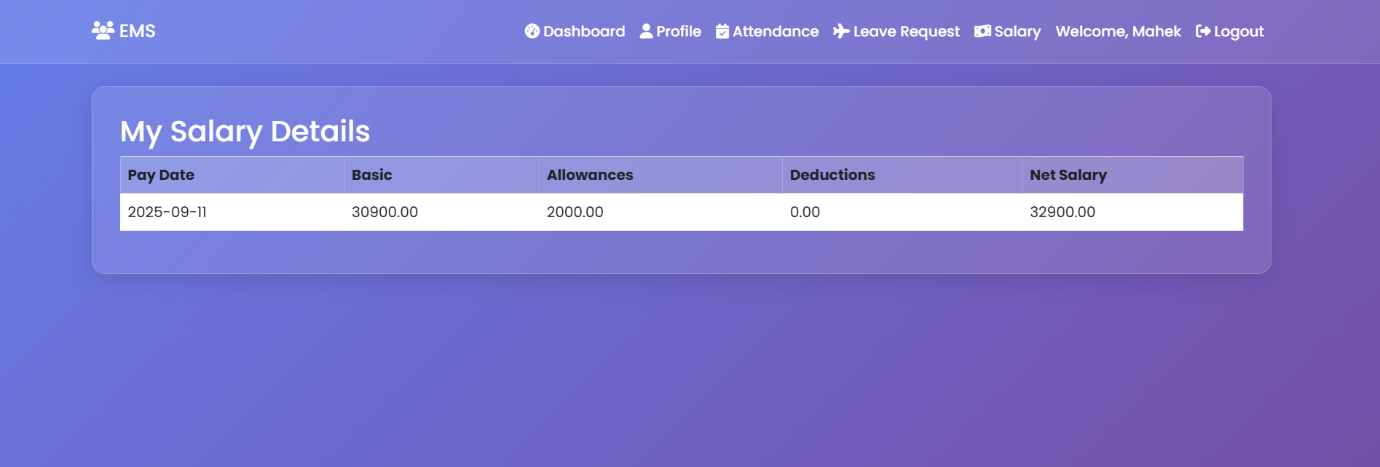 EMS Dashboard Profile Attendance Leave Request Salary Welcome, Mahek Logout
My Salary Details
Pay Date Basic Allowances Deductions Net Salary
2025-09-11 30900.00 2000.00 0.00 32900.00